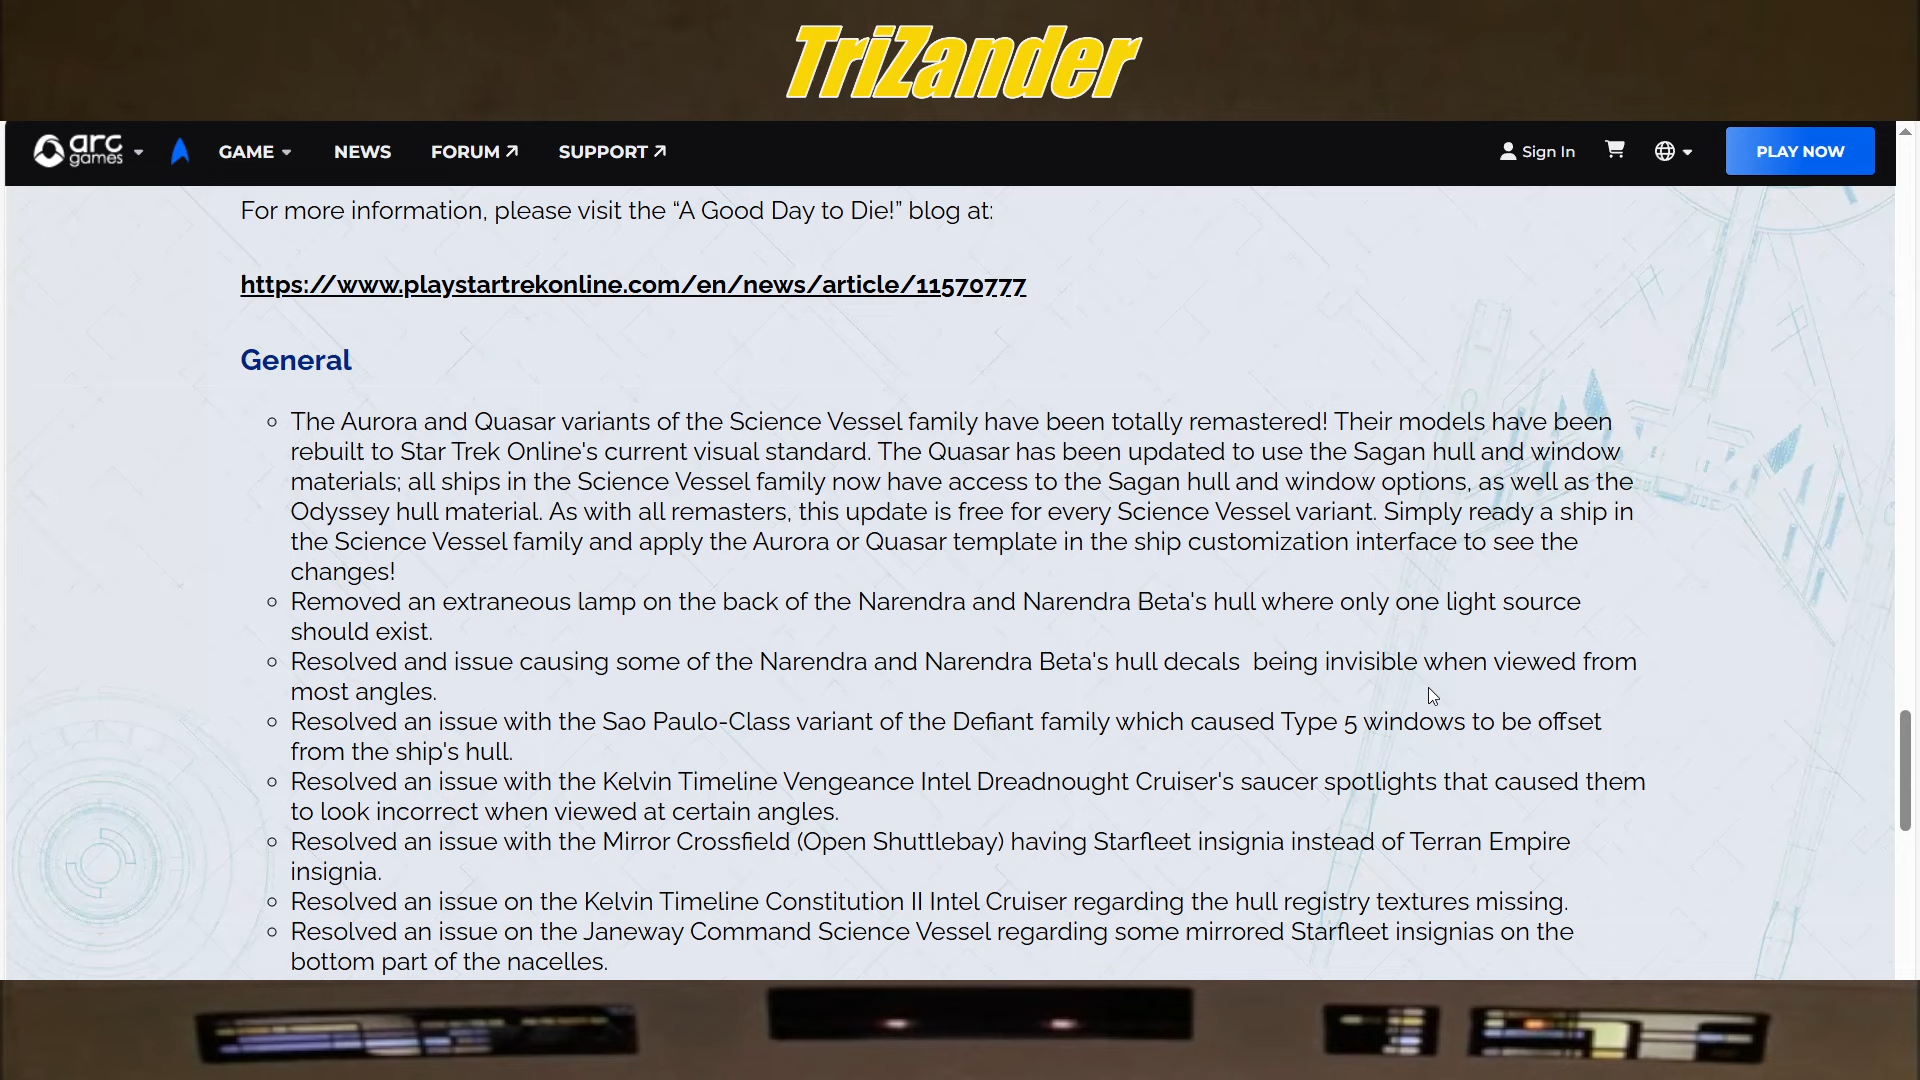 TriZander
arc games
GAME
NEWS
FORUM
SUPPORT
Sign In
PLAY NOW
For more information, please visit the “A Good Day to Die!” blog at:
https://www.playstartrekonline.com/en/news/article/11570777
General
The Aurora and Quasar variants of the Science Vessel family have been totally remastered! Their models have been
rebuilt to Star Trek Online's current visual standard. The Quasar has been updated to use the Sagan hull and window
materials; all ships in the Science Vessel family now have access to the Sagan hull and window options, as well as the
Odyssey hull material. As with all remasters, this update is free for every Science Vessel variant. Simply ready a ship in
the Science Vessel family and apply the Aurora or Quasar template in the ship customization interface to see the
changes!
Removed an extraneous lamp on the back of the Narendra and Narendra Beta's hull where only one light source
should exist.
Resolved and issue causing some of the Narendra and Narendra Beta's hull decals  being invisible when viewed from
most angles.
Resolved an issue with the Sao Paulo-Class variant of the Defiant family which caused Type 5 windows to be offset
from the ship's hull.
Resolved an issue with the Kelvin Timeline Vengeance Intel Dreadnought Cruiser's saucer spotlights that caused them
to look incorrect when viewed at certain angles.
Resolved an issue with the Mirror Crossfield (Open Shuttlebay) having Starfleet insignia instead of Terran Empire
insignia.
Resolved an issue on the Kelvin Timeline Constitution II Intel Cruiser regarding the hull registry textures missing.
Resolved an issue on the Janeway Command Science Vessel regarding some mirrored Starfleet insignias on the
bottom part of the nacelles.